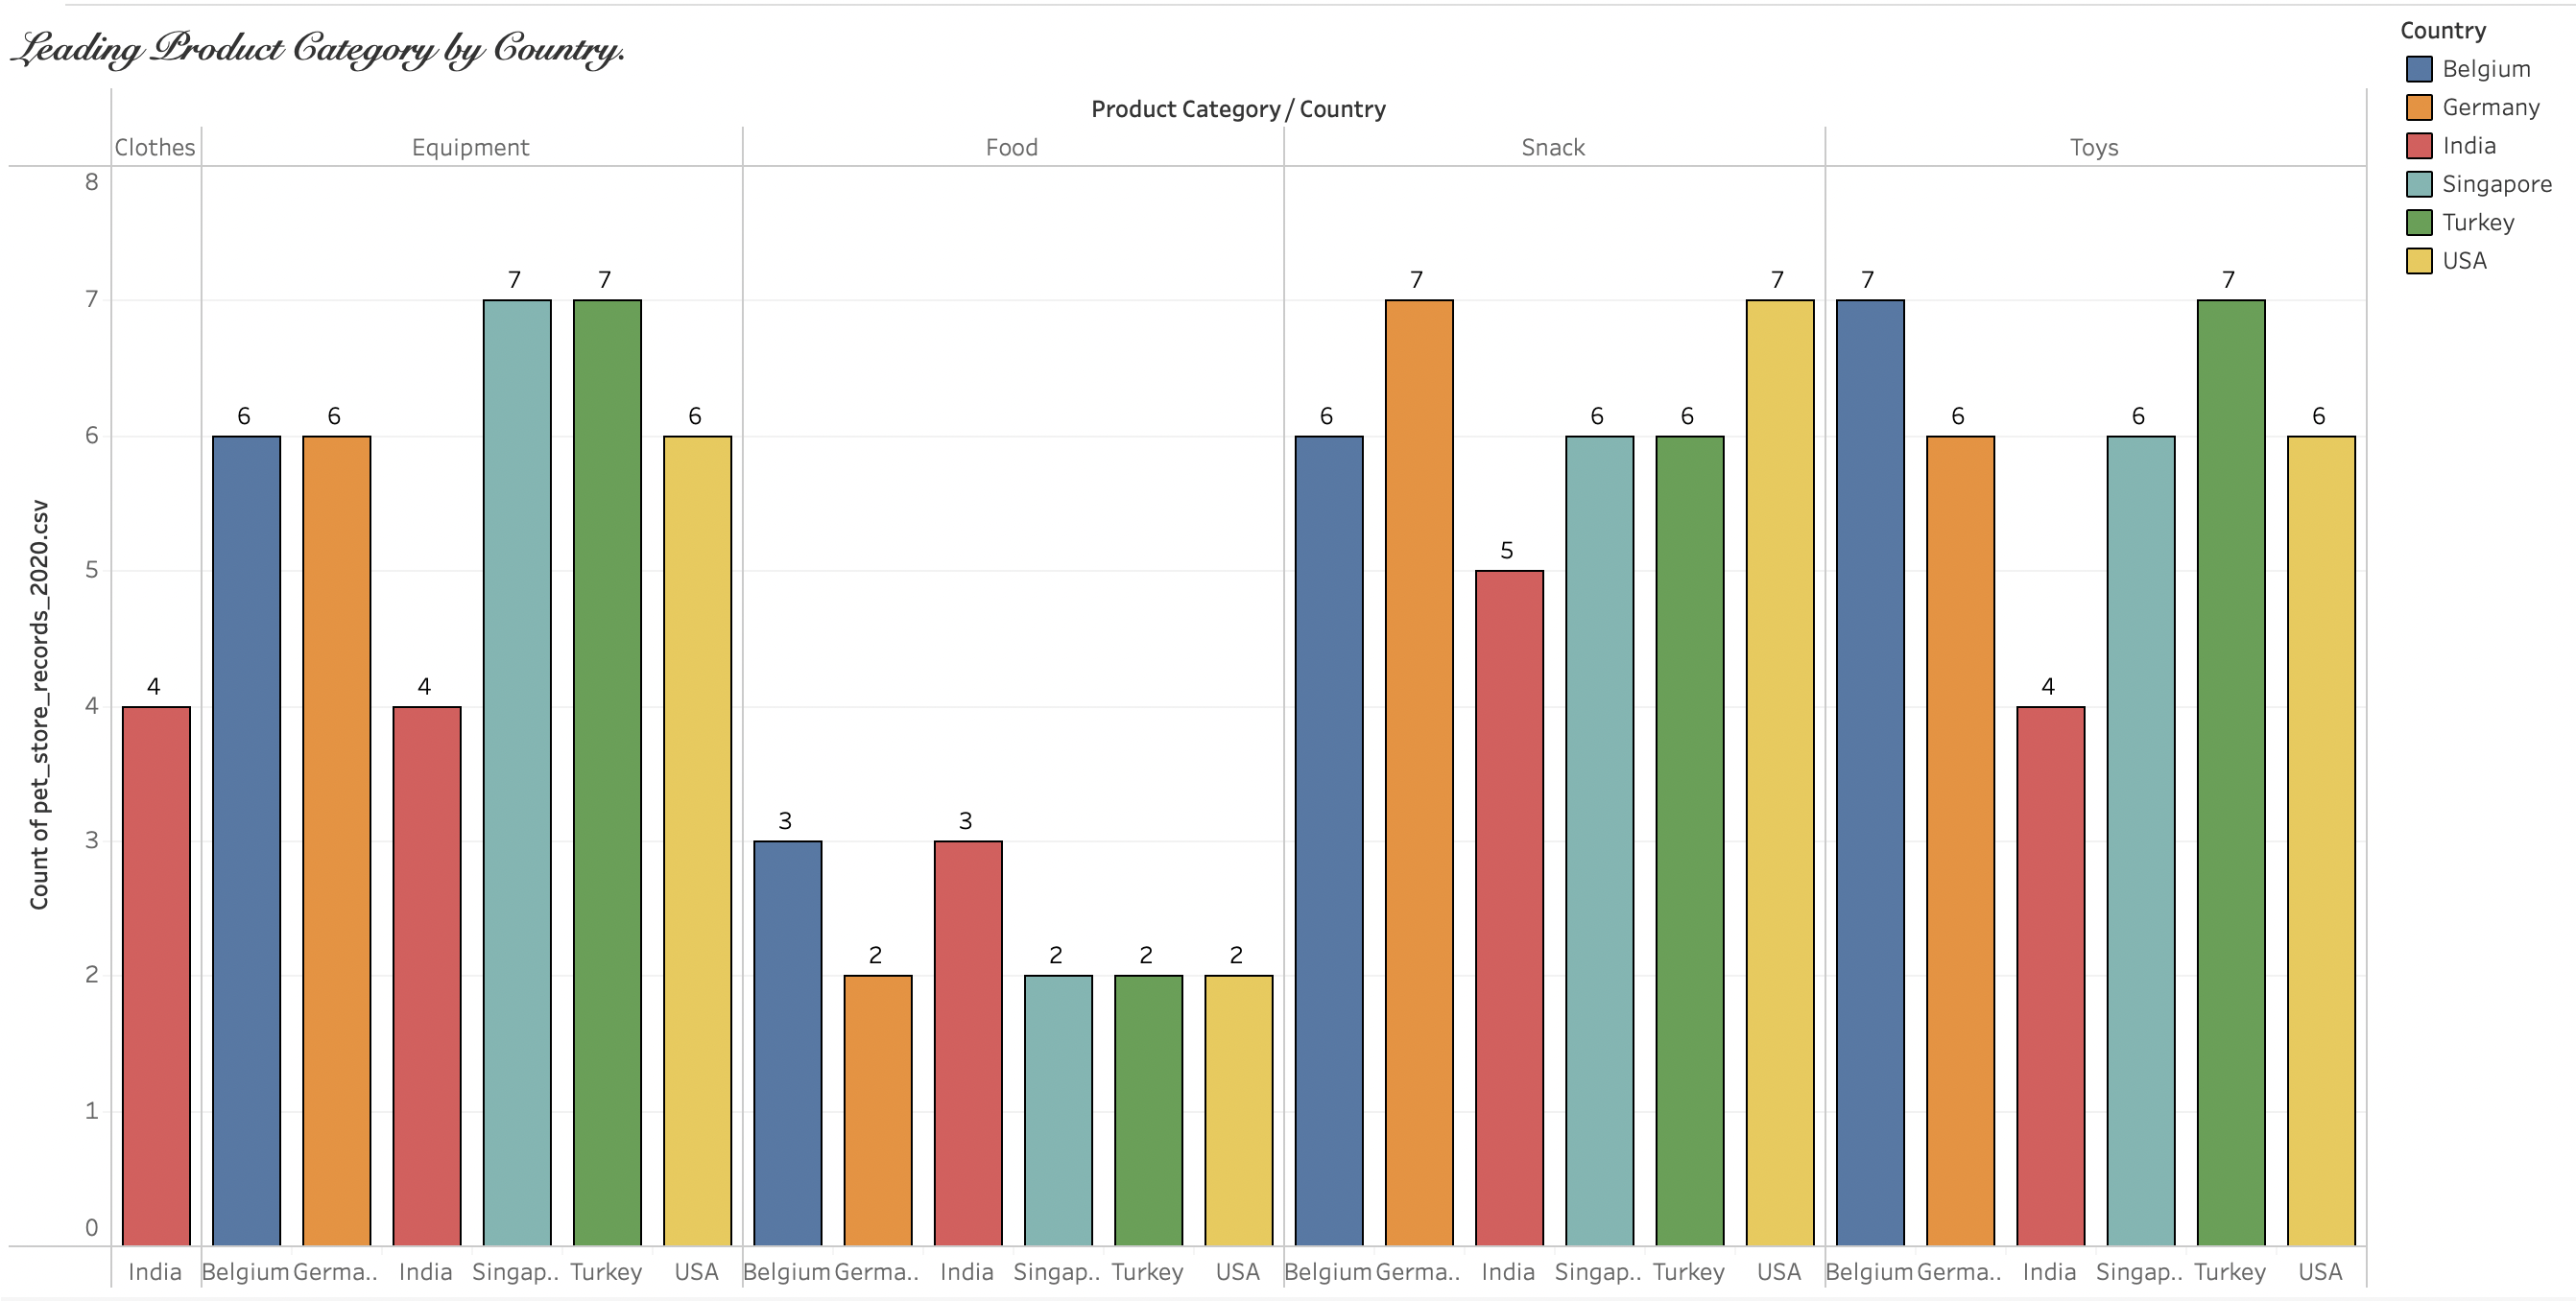 Leading Product Category by Country.
Product Category / Country
Clothes Equipment Food Snack Toys
Count of pet_store_records_2020.csv
8
7
6
5
4
3
2
1
0
4
6 6 4 7 7 6
3 2 3 2 2 2
6 7 5 6 6 7
7 6 4 6 7 6
India
Belgium Germa.. India Singap.. Turkey USA
Belgium Germa.. India Singap.. Turkey USA
Belgium Germa.. India Singap.. Turkey USA
Belgium Germa.. India Singap.. Turkey USA
Country
Belgium
Germany
India
Singapore
Turkey
USA